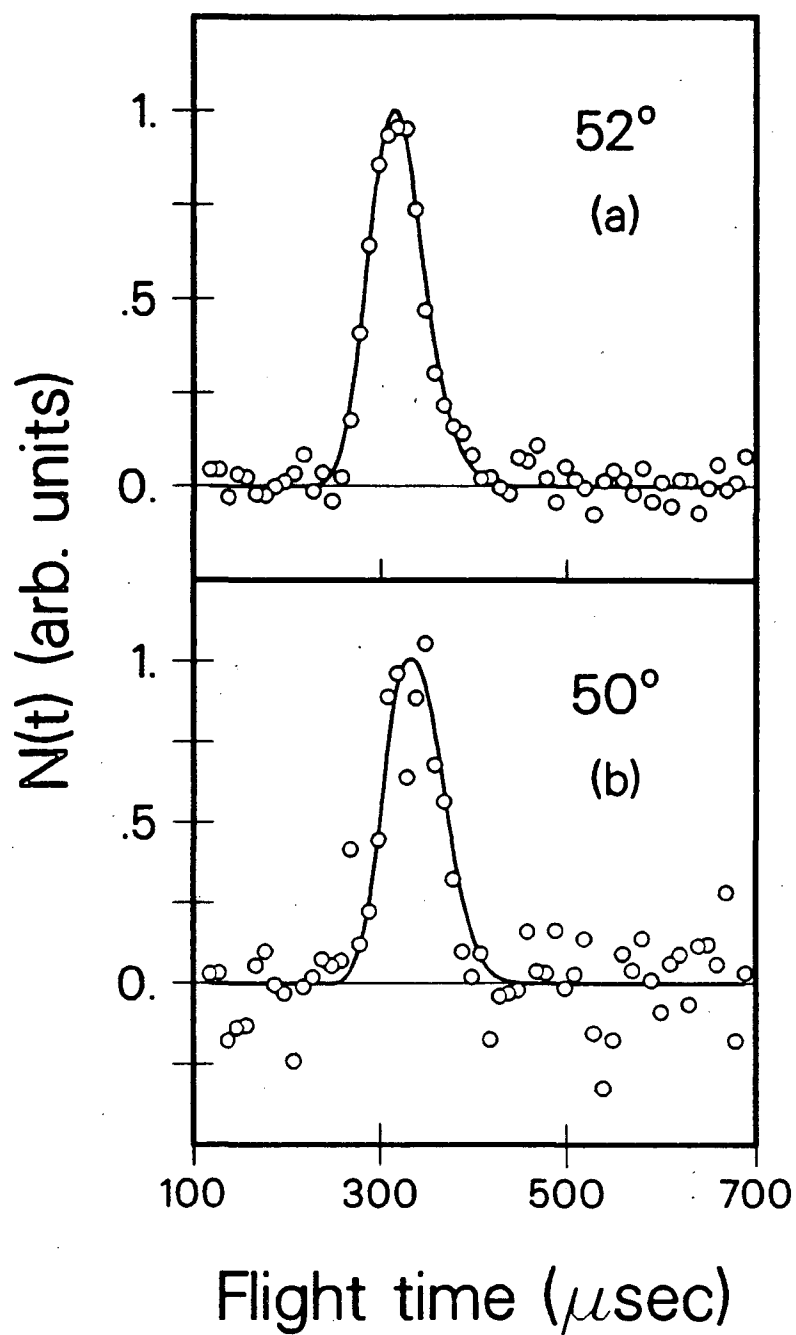 N(t) (arb. units)
1.
.5
0.
52°
(a)
1.
.5
0.
50°
(b)
100 300 500 700
Flight time (μsec)